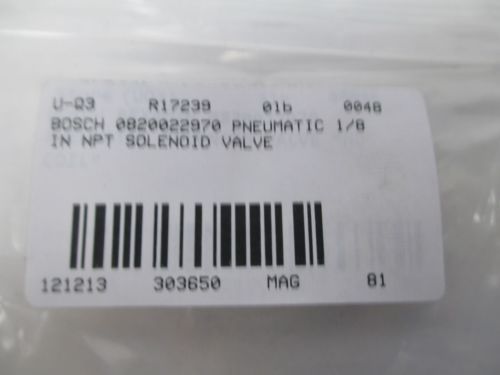 U-Q3 R17239 01b 0048
BOSCH 0820022970 PNEUMATIC 1/8
IN NPT SOLENOID VALVE
121213 303650 MAG 81